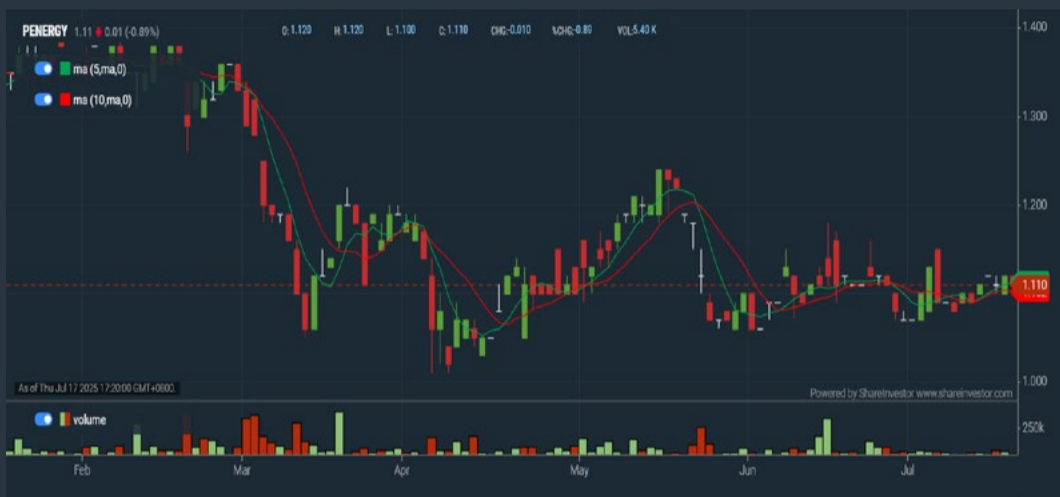 PENERGY 1.11 0.01 (-0.89%) O:1.120 H:1.120 L:1.100 C:1.110 CHG:-0.010 %CHG:-0.89 VOL:5.40 K
ma (5,ma,0)
ma (10,ma,0)
1.400
1.300
1.200
1.110
1.000
As of Thu Jul 17 2025 17:20:00 GMT+0800.
Powered by ShareInvestor www.shareinvestor.com
volume
250k
Feb Mar Apr May Jun Jul